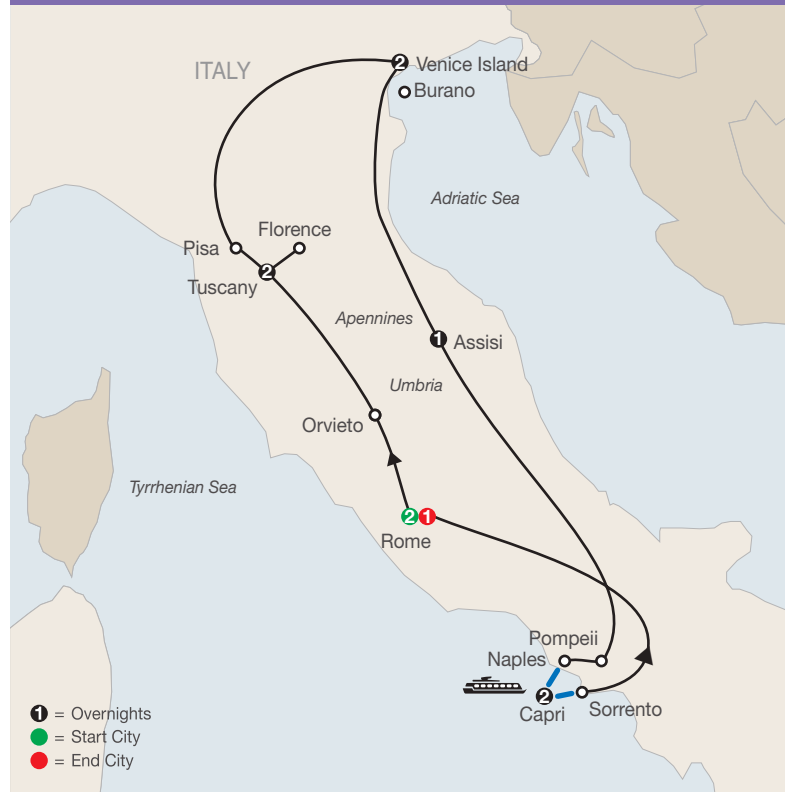 ITALY
2 Venice Island
Burano
Adriatic Sea
Florence
Pisa
2
Tuscany
Apennines
1 Assisi
Umbria
Orvieto
Tyrrhenian Sea
2 1
Rome
Pompeii
Naples
2
Capri
Sorrento
1 = Overnights
= Start City
= End City